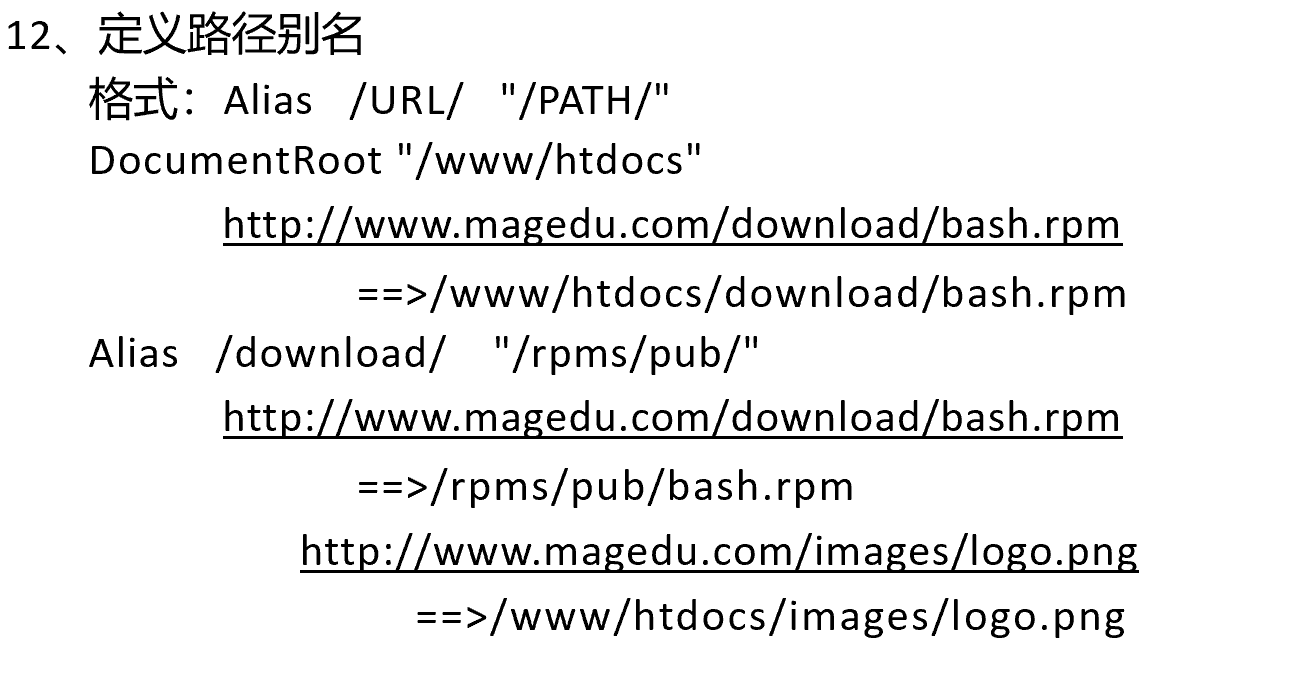 12、定义路径别名
格式：Alias /URL/ "/PATH/"
DocumentRoot "/www/htdocs"
http://www.magedu.com/download/bash.rpm
==>/www/htdocs/download/bash.rpm
Alias /download/ "/rpms/pub/"
http://www.magedu.com/download/bash.rpm
==>/rpms/pub/bash.rpm
http://www.magedu.com/images/logo.png
==>/www/htdocs/images/logo.png